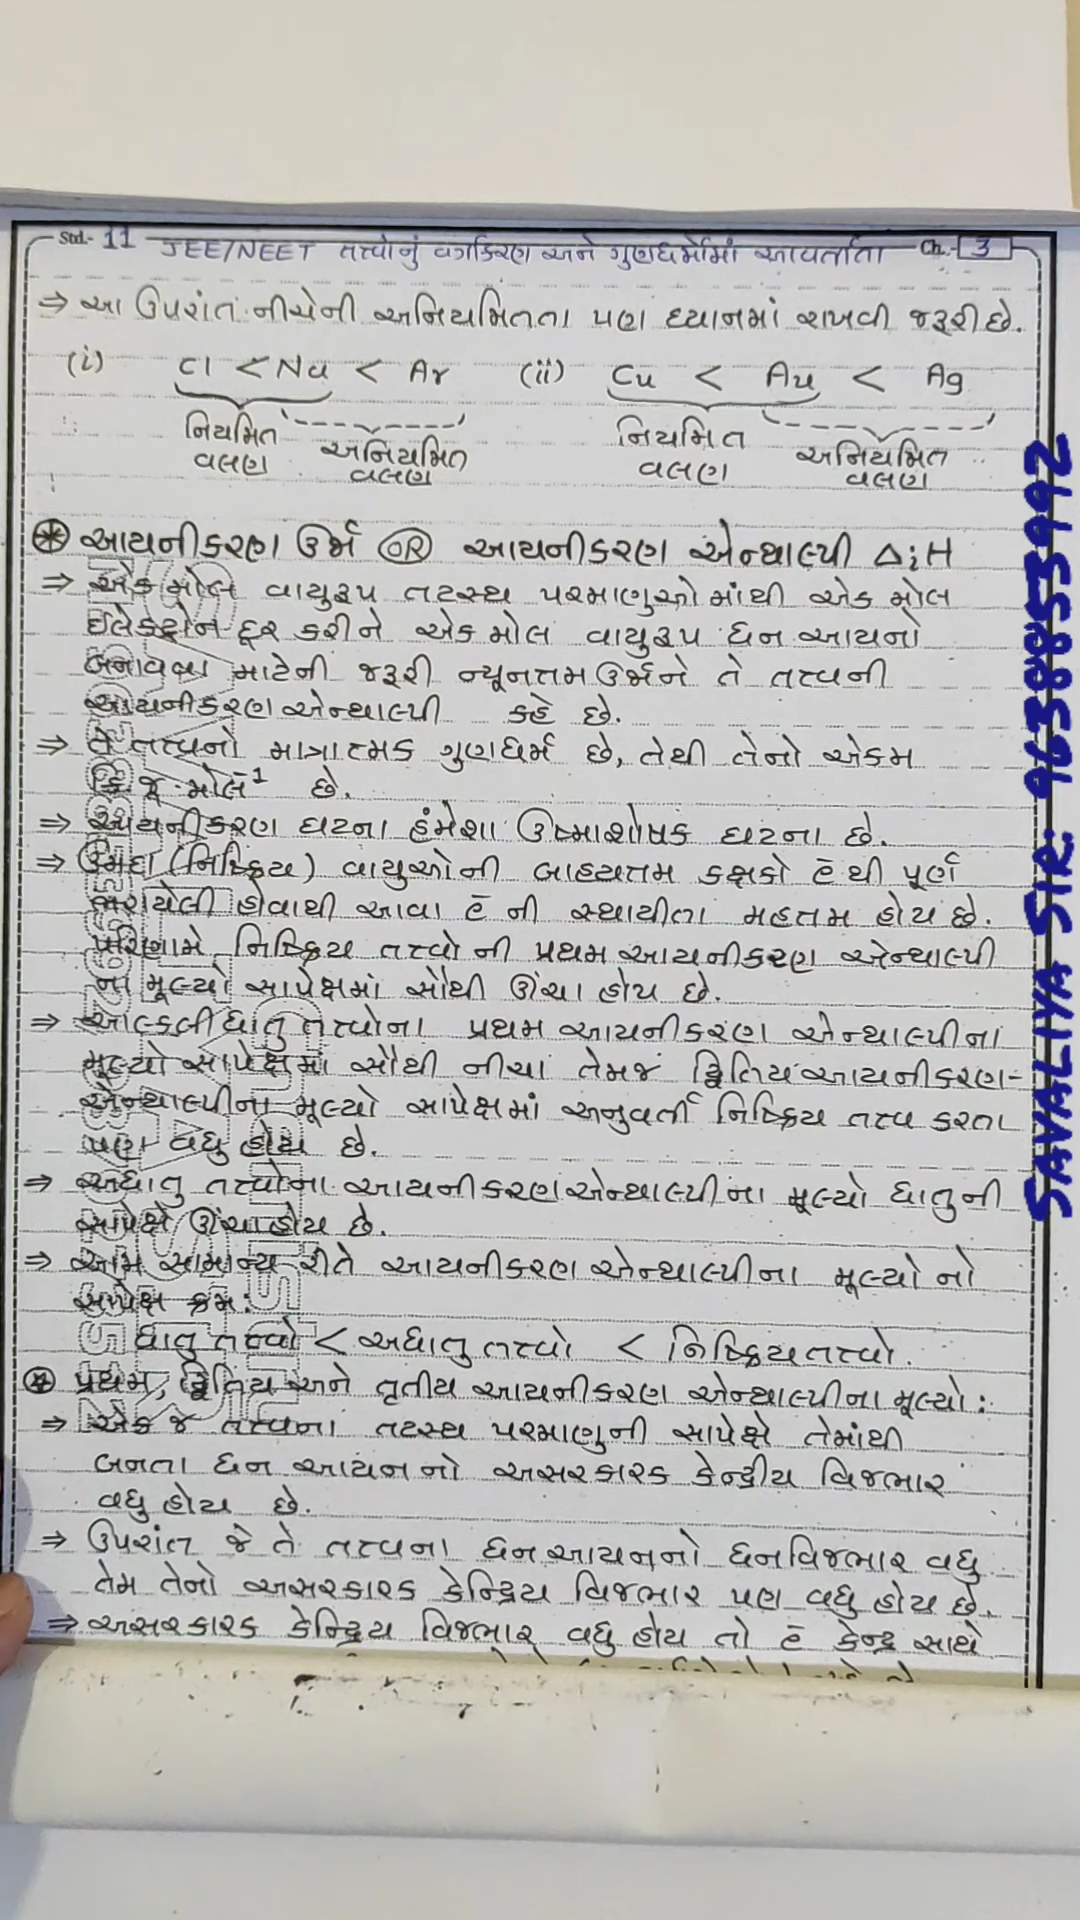 Std.- 11 JEE/NEET તત્વોનું વર્ગીકરણ અને ગુણધર્મોમાં આવર્તતા Ch. 3
⇒ આ ઉપરાંત નીચેની અનિયમિતતા પણ ધ્યાનમાં રાખવી જરૂરી છે.
(i) Cl < Na < Ar (ii) Cu < Au < Ag
નિયમિત વલણ અનિયમિત વલણ નિયમિત વલણ અનિયમિત વલણ
⊛ આયનીકરણ ઉર્જા OR આયનીકરણ એન્થાલ્પી ΔiH
⇒ એક મોલ વાયુરૂપ તટસ્થ પરમાણુઓમાંથી એક મોલ
ઈલેક્ટ્રોન દૂર કરીને એક મોલ વાયુરૂપ ધન આયનો
બનાવવા માટેની જરૂરી ન્યૂનત્તમ ઉર્જાને તે તત્વની
આયનીકરણ એન્થાલ્પી કહે છે.
⇒ તે તત્વનો માત્રાત્મક ગુણધર્મ છે, તેથી તેનો એકમ
કિ જૂ મોલ⁻¹ છે.
⇒ આયનીકરણ ઘટના હંમેશા ઉષ્માશોષક ઘટના છે.
⇒ ઉમદા (નિષ્ક્રિય) વાયુઓની બાહ્યતમ કક્ષકો ē થી પૂર્ણ
ભરાયેલી હોવાથી આવા ē ની સ્થાયીતા મહતમ હોય છે.
પરિણામે નિષ્ક્રિય તત્વોની પ્રથમ આયનીકરણ એન્થાલ્પી
ના મૂલ્યો સાપેક્ષમાં સૌથી ઊંચા હોય છે.
⇒ આલ્કલી ધાતુ તત્વોના પ્રથમ આયનીકરણ એન્થાલ્પીના
મૂલ્યો સાપેક્ષમાં સૌથી નીચા તેમજ દ્વિતિય આયનીકરણ-
એન્થાલ્પીના મૂલ્યો સાપેક્ષમાં અનુવર્તી નિષ્ક્રિય તત્વ કરતા
પણ વધુ હોય છે.
⇒ અધાતુ તત્વોના આયનીકરણ એન્થાલ્પીના મૂલ્યો ધાતુની
સાપેક્ષે ઊંચા હોય છે.
⇒ આમ સામાન્ય રીતે આયનીકરણ એન્થાલ્પીના મૂલ્યો નો
સાપેક્ષ ક્રમ:
ધાતુ તત્વો < અધાતુ તત્વો < નિષ્ક્રિય તત્વો.
⊛ પ્રથમ, દ્વિતિય અને તૃતીય આયનીકરણ એન્થાલ્પીના મૂલ્યો:
⇒ એક જ તત્વના તટસ્થ પરમાણુની સાપેક્ષે તેમાંથી
બનતા ધન આયનનો અસરકારક કેન્દ્રીય વિજભાર
વધુ હોય છે.
⇒ ઉપરાંત જે તે તત્વના ધન આયનનો ધનવિજભાર વધુ
તેમ તેનો અસરકારક કેન્દ્રિય વિજભાર પણ વધુ હોય છે.
⇒ અસરકારક કેન્દ્રિય વિજભાર વધુ હોય તો ē કેન્દ્ર સાથે
SAVALIYA SIR: 9638853992